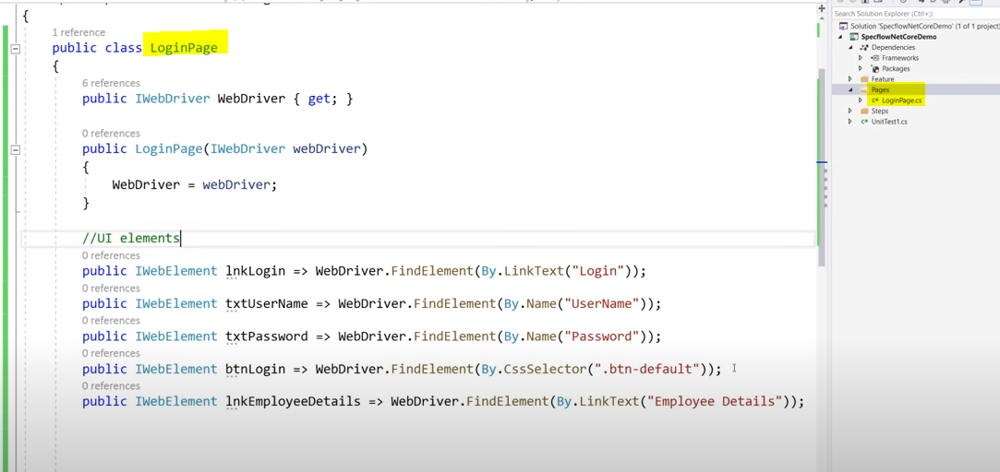 {
1 reference
public class LoginPage
{
6 references
public IWebDriver WebDriver { get; }
0 references
public LoginPage(IWebDriver webDriver)
{
WebDriver = webDriver;
}
//UI elements
0 references
public IWebElement lnkLogin => WebDriver.FindElement(By.LinkText("Login"));
0 references
public IWebElement txtUserName => WebDriver.FindElement(By.Name("UserName"));
0 references
public IWebElement txtPassword => WebDriver.FindElement(By.Name("Password"));
0 references
public IWebElement btnLogin => WebDriver.FindElement(By.CssSelector(".btn-default"));
0 references
public IWebElement lnkEmployeeDetails => WebDriver.FindElement(By.LinkText("Employee Details"));
Search Solution Explorer (Ctrl+;)
Solution 'SpecflowNetCoreDemo' (1 of 1 project)
SpecflowNetCoreDemo
Dependencies
Frameworks
Packages
Feature
Pages
C# LoginPage.cs
Steps
C# UnitTest1.cs